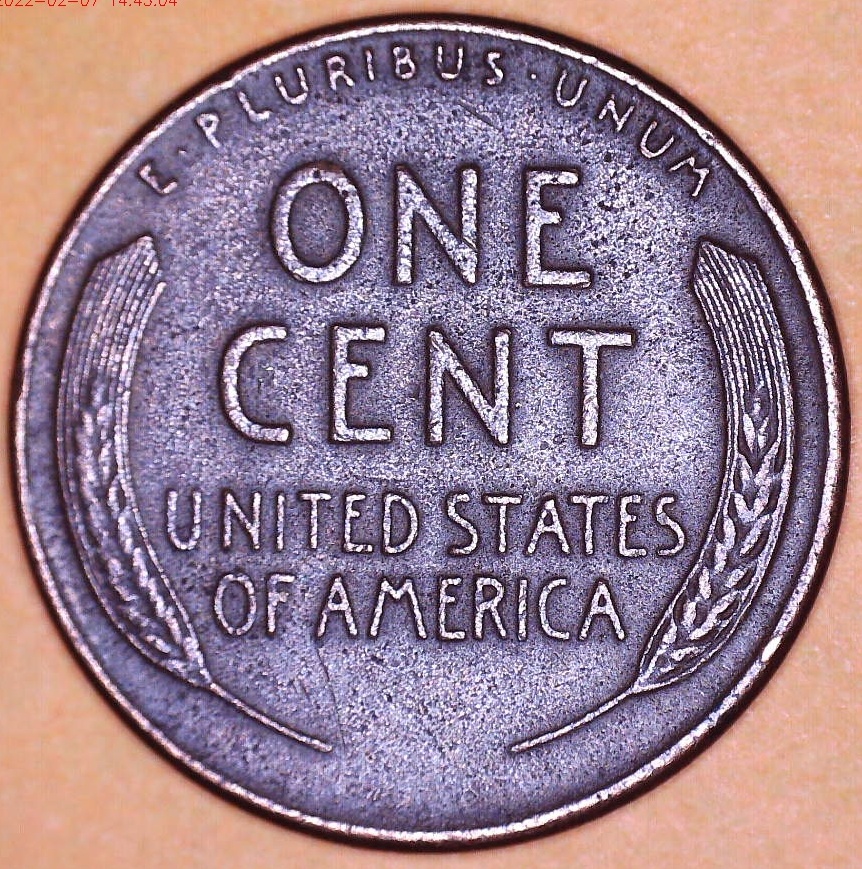 2022-02-07 14:43:04
E·PLURIBUS·UNUM
ONE
CENT
UNITED STATES
OF AMERICA